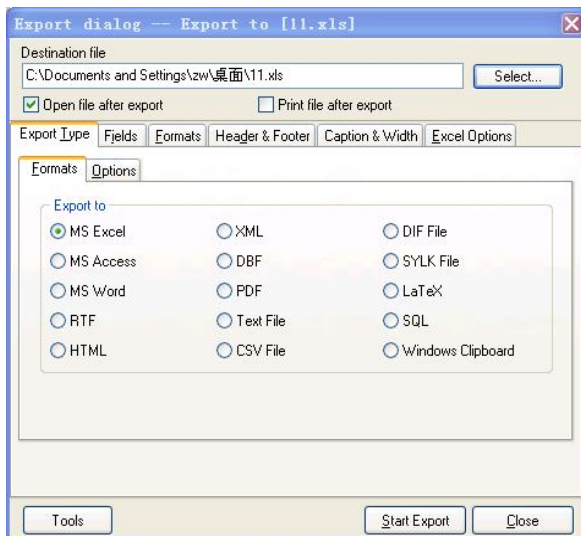 Export dialog -- Export to [11.xls]
Destination file
C:\Documents and Settings\zw\桌面\11.xls
Select...
Open file after export Print file after export
Export Type Fields Formats Header & Footer Caption & Width Excel Options
Formats Options
Export to
MS Excel XML DIF File
MS Access DBF SYLK File
MS Word PDF LaTeX
RTF Text File SQL
HTML CSV File Windows Clipboard
Tools Start Export Close